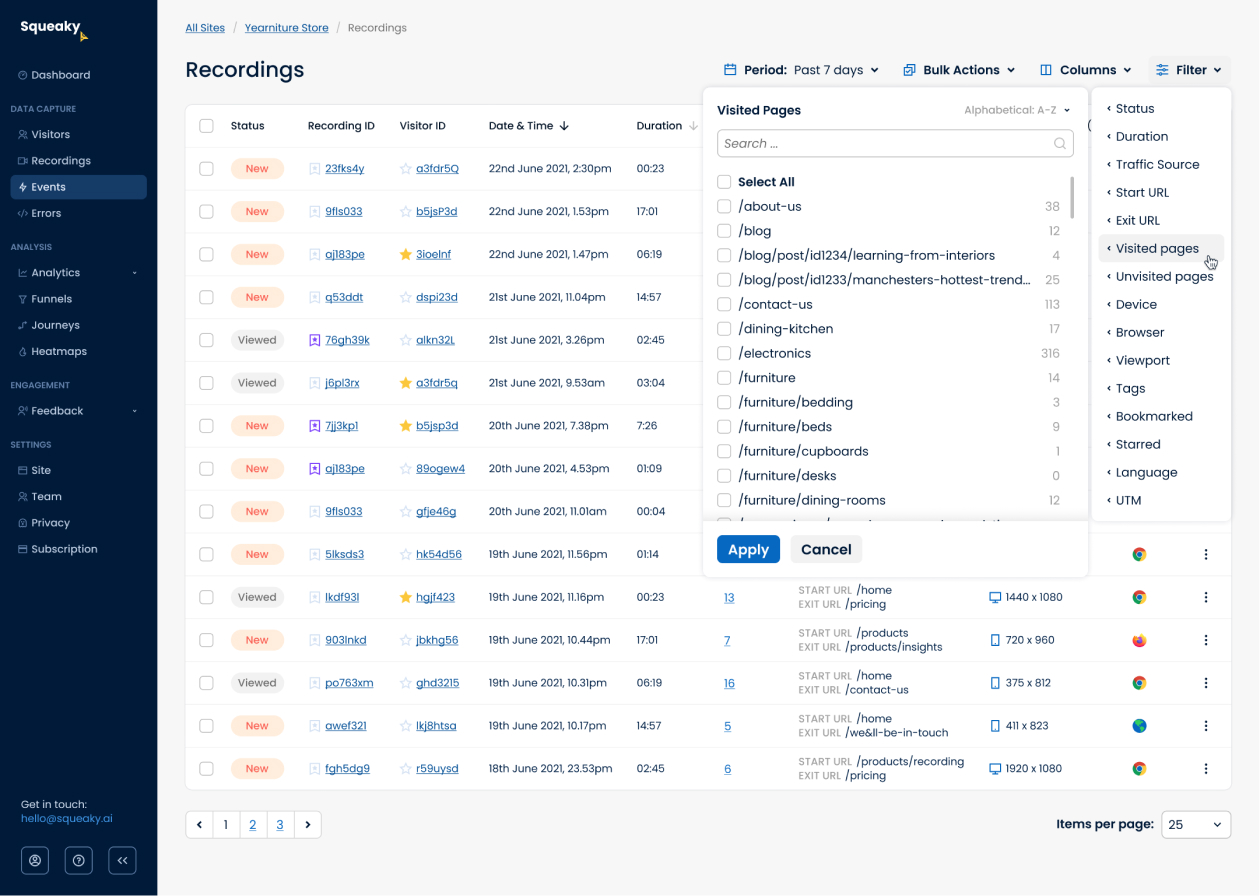 Squeaky
Dashboard
DATA CAPTURE
Visitors
Recordings
Events
Errors
ANALYSIS
Analytics
Funnels
Journeys
Heatmaps
ENGAGEMENT
Feedback
SETTINGS
Site
Team
Privacy
Subscription
Get in touch:
hello@squeaky.ai
All Sites / Yearniture Store / Recordings
Recordings
Period: Past 7 days Bulk Actions Columns Filter
Status Recording ID Visitor ID Date & Time Duration
New 23fks4y a3fdr5Q 22nd June 2021, 2:30pm 00:23
New 9fls033 b5jsP3d 22nd June 2021, 1.53pm 17:01
New aj183pe 3ioelnf 22nd June 2021, 1.47pm 06:19
New q53ddt dspi23d 21st June 2021, 11.04pm 14:57
Viewed 76gh39k alkn32L 21st June 2021, 3.26pm 02:45
Viewed j6pl3rx a3fdr5q 21st June 2021, 9.53am 03:04
New 7jj3kp1 b5jsp3d 20th June 2021, 7.38pm 7:26
New aj183pe 89ogew4 20th June 2021, 4.53pm 01:09
New 9fls033 gfje46g 20th June 2021, 11.01am 00:04
New 5lksds3 hk54d56 19th June 2021, 11.56pm 01:14
Viewed lkdf93l hgjf423 19th June 2021, 11.16pm 00:23 13 START URL /home
EXIT URL /pricing 1440 x 1080
New 903lnkd jbkhg56 19th June 2021, 10.44pm 17:01 7 START URL /products
EXIT URL /products/insights 720 x 960
Viewed po763xm ghd3215 19th June 2021, 10.31pm 06:19 16 START URL /home
EXIT URL /contact-us 375 x 812
New awef321 lkj8htsa 19th June 2021, 10.17pm 14:57 5 START URL /home
EXIT URL /we&ll-be-in-touch 411 x 823
New fgh5dg9 r59uysd 18th June 2021, 23.53pm 02:45 6 START URL /products/recording
EXIT URL /pricing 1920 x 1080
Visited Pages Alphabetical: A-Z
Search ...
Select All
/about-us 38
/blog 12
/blog/post/id1234/learning-from-interiors 4
/blog/post/id1233/manchesters-hottest-trend... 25
/contact-us 113
/dining-kitchen 17
/electronics 316
/furniture 14
/furniture/bedding 3
/furniture/beds 9
/furniture/cupboards 1
/furniture/desks 0
/furniture/dining-rooms 12
Apply Cancel
Status
Duration
Traffic Source
Start URL
Exit URL
Visited pages
Unvisited pages
Device
Browser
Viewport
Tags
Bookmarked
Starred
Language
UTM
1 2 3
Items per page: 25